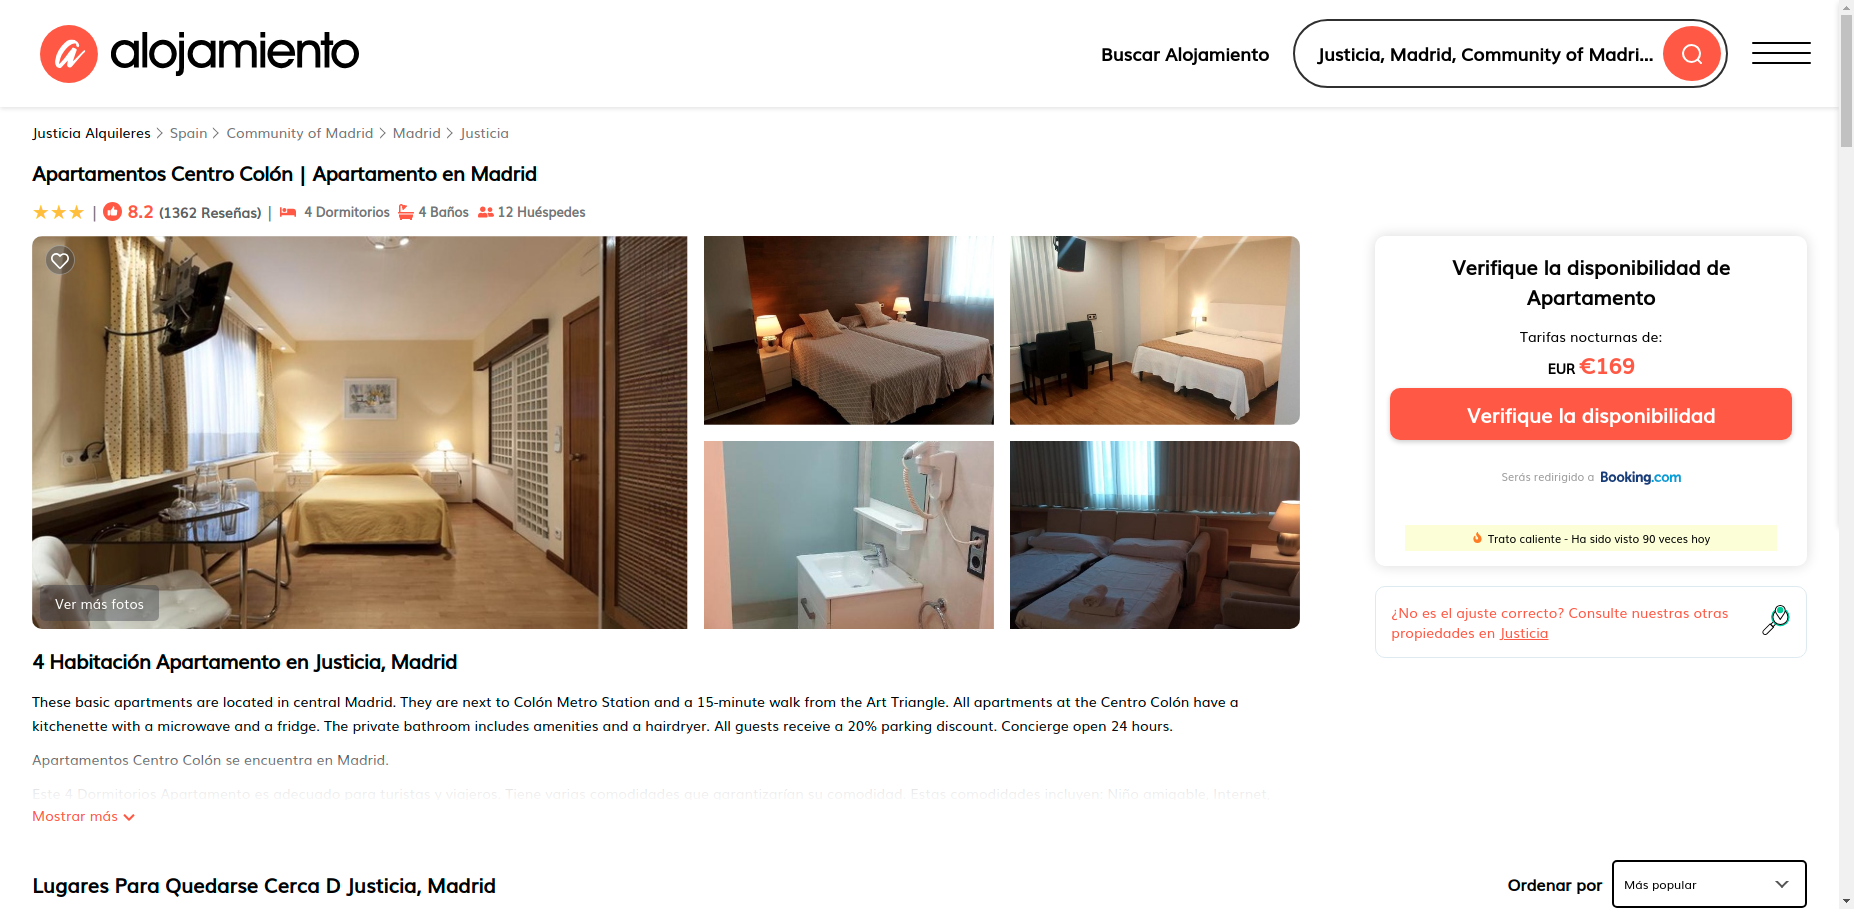 alojamiento
Buscar Alojamiento
Justicia, Madrid, Community of Madri...
Justicia Alquileres > Spain > Community of Madrid > Madrid > Justicia
Apartamentos Centro Colón | Apartamento en Madrid
| 8.2 (1362 Reseñas) | 4 Dormitorios 4 Baños 12 Huéspedes
Ver más fotos
Verifique la disponibilidad de
Apartamento
Tarifas nocturnas de:
EUR €169
Verifique la disponibilidad
Serás redirigido a Booking.com
Trato caliente - Ha sido visto 90 veces hoy
¿No es el ajuste correcto? Consulte nuestras otras
propiedades en Justicia
4 Habitación Apartamento en Justicia, Madrid
These basic apartments are located in central Madrid. They are next to Colón Metro Station and a 15-minute walk from the Art Triangle. All apartments at the Centro Colón have a
kitchenette with a microwave and a fridge. The private bathroom includes amenities and a hairdryer. All guests receive a 20% parking discount. Concierge open 24 hours.
Apartamentos Centro Colón se encuentra en Madrid.
Este 4 Dormitorios Apartamento es adecuado para turistas y viajeros. Tiene varias comodidades que garantizarían su comodidad. Estas comodidades incluyen: Niño amigable, Internet,
Mostrar más
Lugares Para Quedarse Cerca D Justicia, Madrid
Ordenar por
Más popular